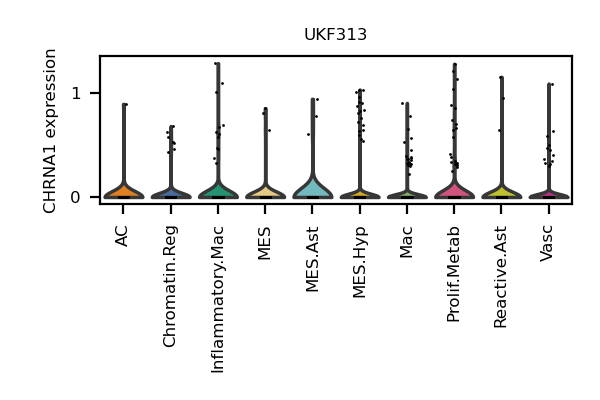 UKF313
CHRNA1 expression
1
0
AC
Chromatin.Reg
Inflammatory.Mac
MES
MES.Ast
MES.Hyp
Mac
Prolif.Metab
Reactive.Ast
Vasc